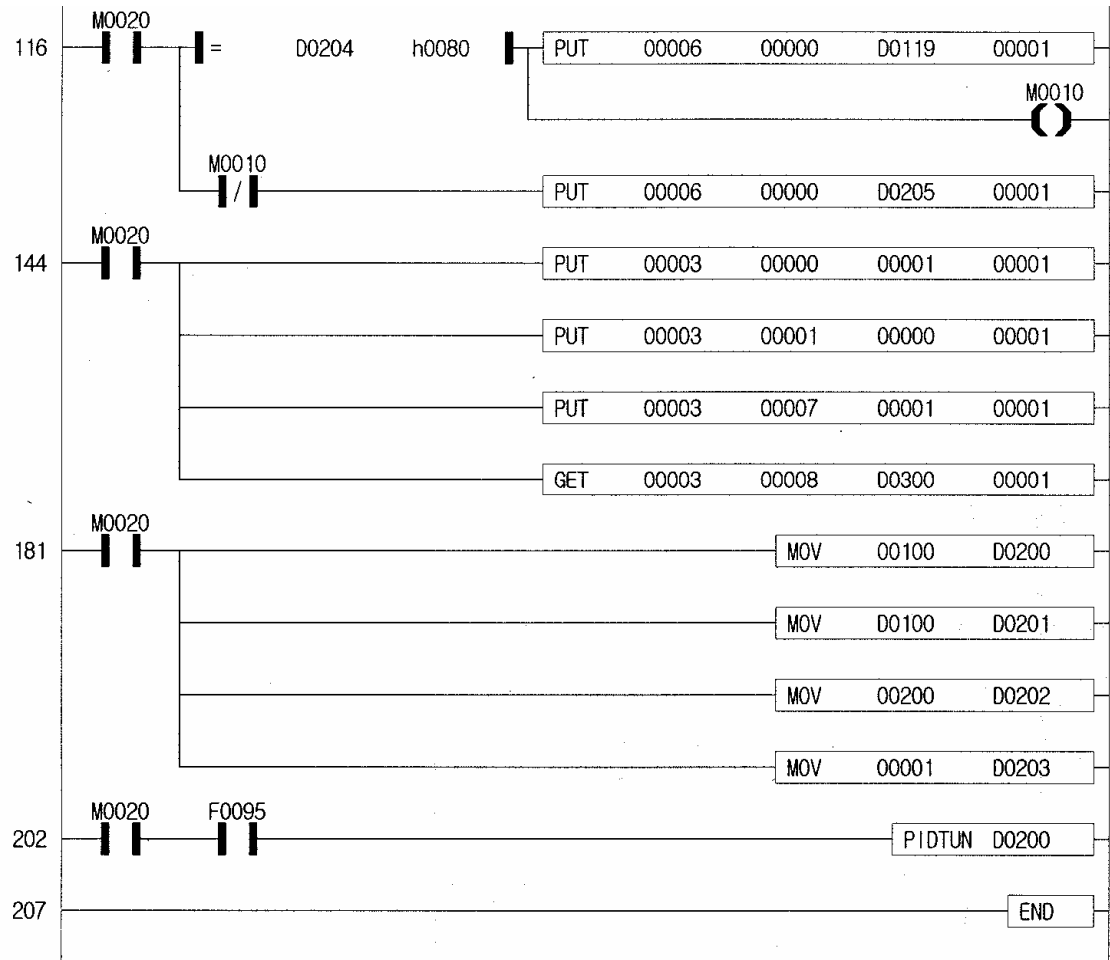 M0020
116 = D0204 h0080 PUT 00006 00000 D0119 00001
M0010
( )
M0010
/ PUT 00006 00000 D0205 00001
M0020
144 PUT 00003 00000 00001 00001
PUT 00003 00001 00000 00001
PUT 00003 00007 00001 00001
GET 00003 00008 D0300 00001
M0020
181 MOV 00100 D0200
MOV D0100 D0201
MOV 00200 D0202
MOV 00001 D0203
M0020 F0095
202 PIDTUN D0200
207 END